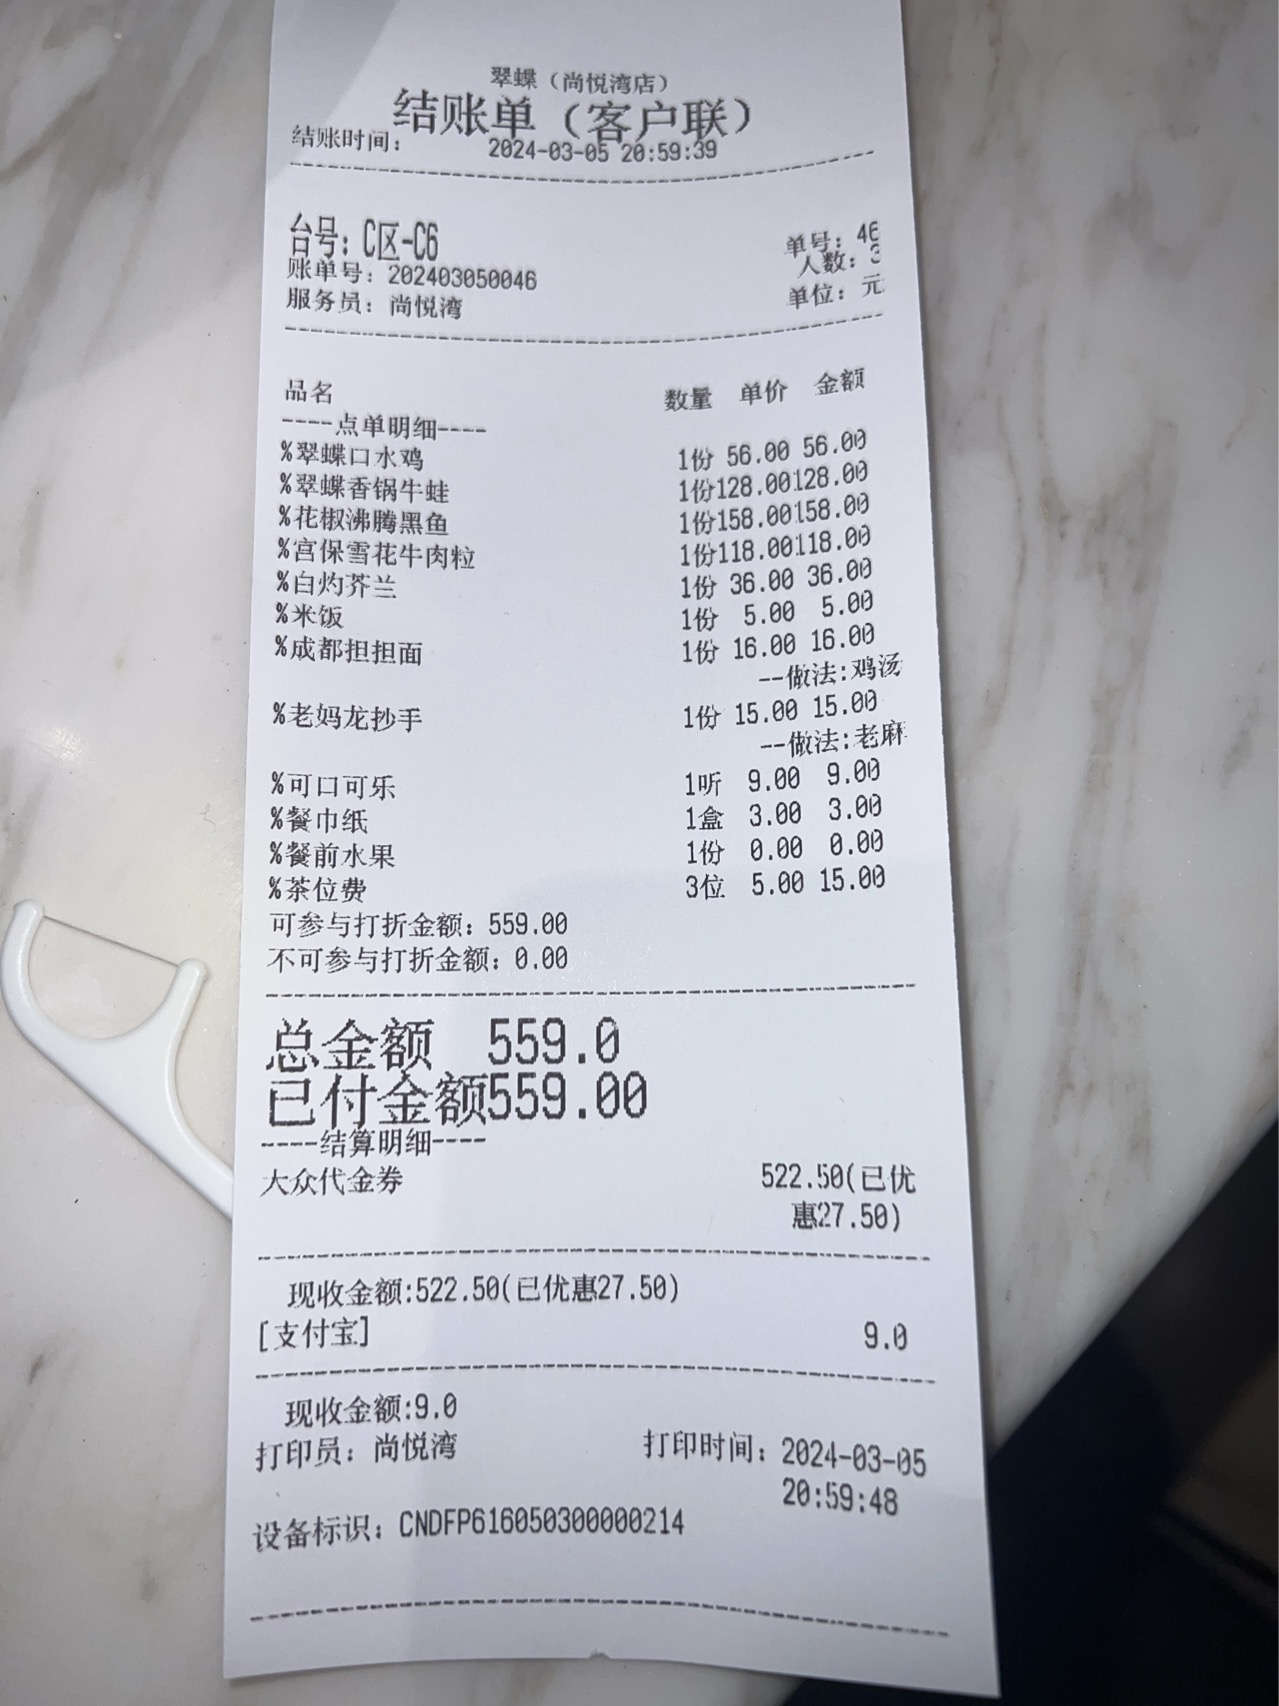 翠蝶（尚悦湾店）
结账单（客户联）
结账时间： 2024-03-05 20:59:39
台号：C区-C6 单号：46
账单号：202403050046 人数：3
服务员：尚悦湾 单位：元
品名 数量 单价 金额
----点单明细----
%翠蝶口水鸡 1份 56.00 56.00
%翠蝶香锅牛蛙 1份128.00128.00
%花椒沸腾黑鱼 1份158.00158.00
%宫保雪花牛肉粒 1份118.00118.00
%白灼芥兰 1份 36.00 36.00
%米饭 1份 5.00 5.00
%成都担担面 1份 16.00 16.00
--做法:鸡汤
%老妈龙抄手 1份 15.00 15.00
--做法:老麻
%可口可乐 1听 9.00 9.00
%餐巾纸 1盒 3.00 3.00
%餐前水果 1份 0.00 0.00
%茶位费 3位 5.00 15.00
可参与打折金额：559.00
不可参与打折金额：0.00
总金额 559.0
已付金额559.00
----结算明细----
大众代金券 522.50(已优
惠27.50)
现收金额:522.50(已优惠27.50)
[支付宝] 9.0
现收金额:9.0
打印员：尚悦湾 打印时间：2024-03-05
20:59:48
设备标识：CNDFP616050300000214